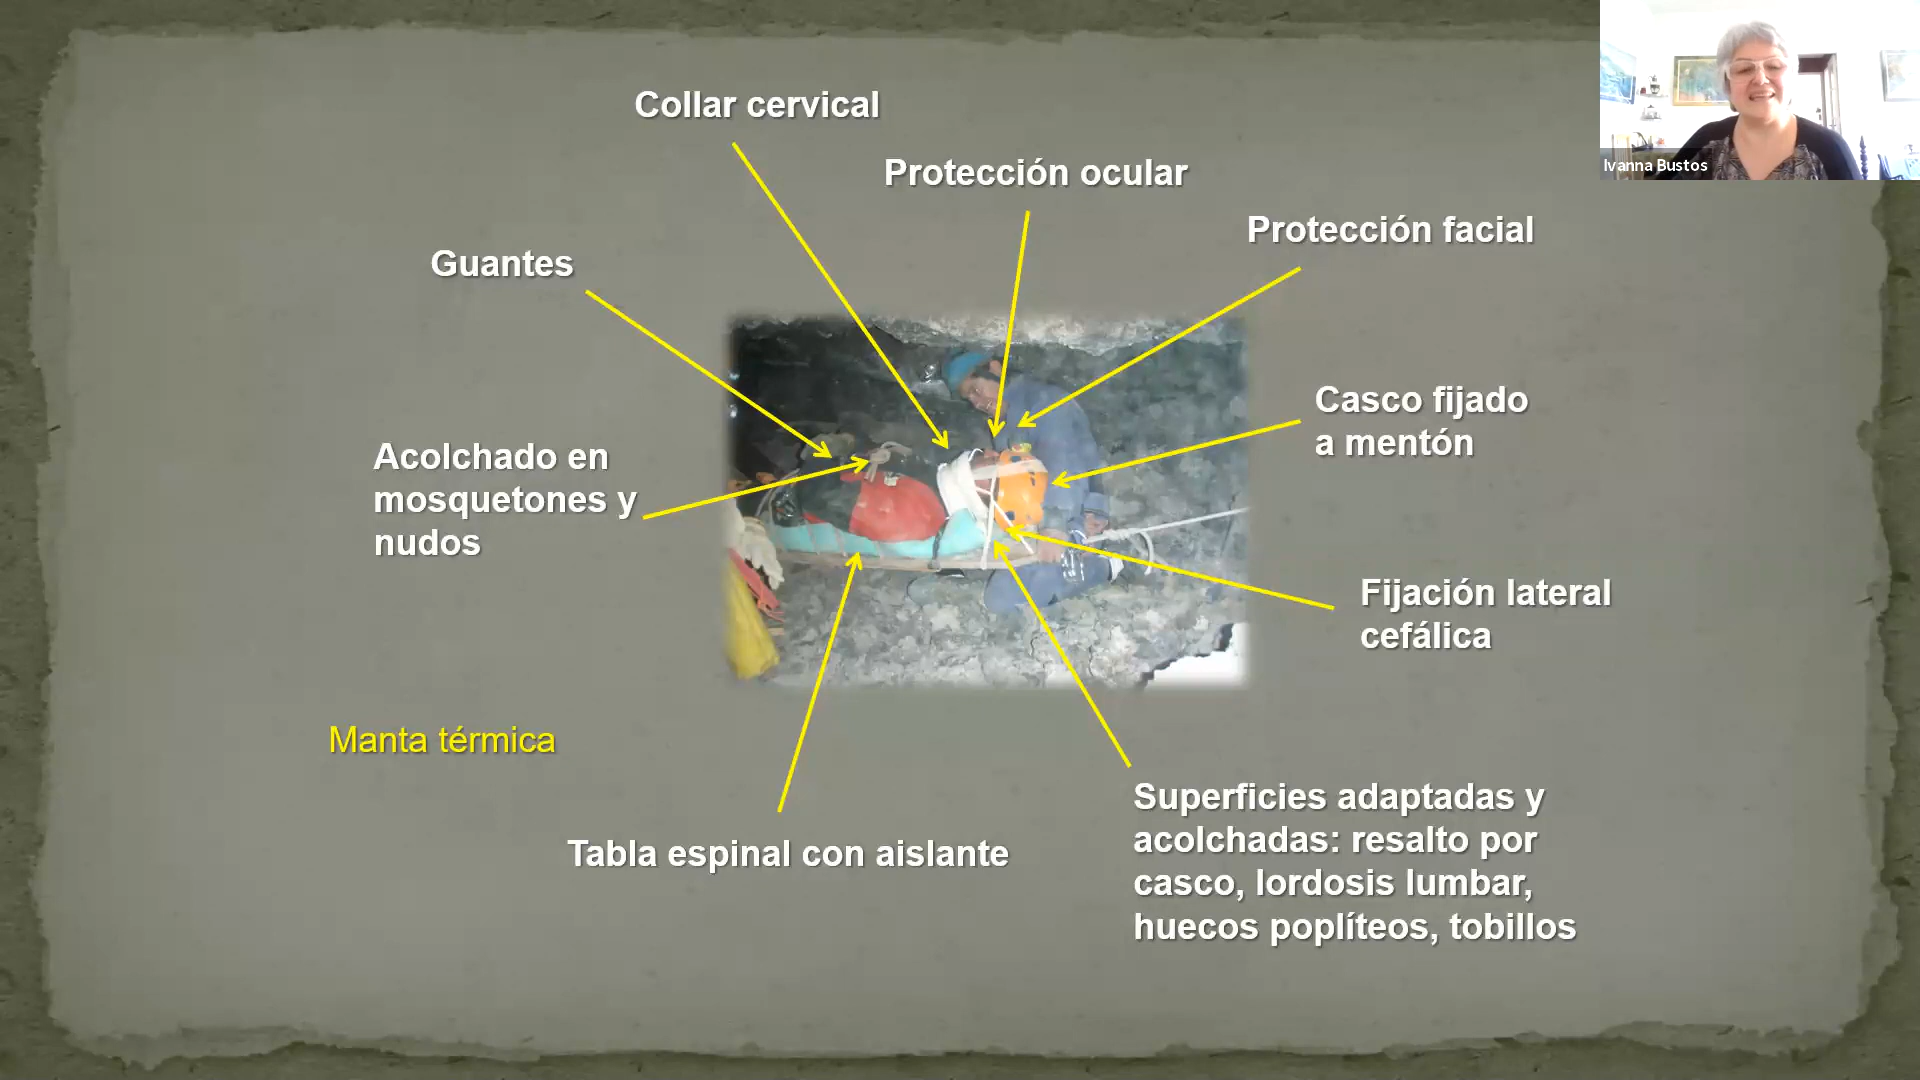 Collar cervical
Protección ocular
Ivanna Bustos
Protección facial
Guantes
Casco fijado
a mentón
Acolchado en
mosquetones y
nudos
Fijación lateral
cefálica
Manta térmica
Tabla espinal con aislante
Superficies adaptadas y
acolchadas: resalto por
casco, lordosis lumbar,
huecos poplíteos, tobillos